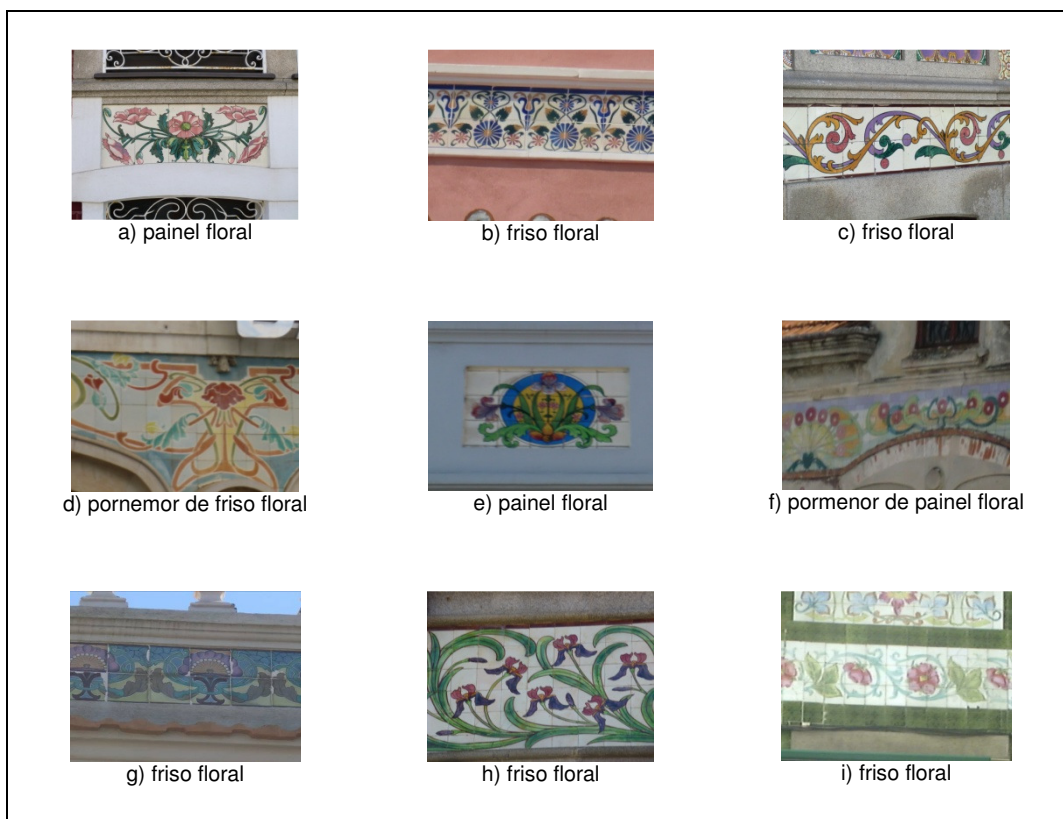 a) painel floral
b) friso floral
c) friso floral
d) pornemor de friso floral
e) painel floral
f) pormenor de painel floral
g) friso floral
h) friso floral
i) friso floral